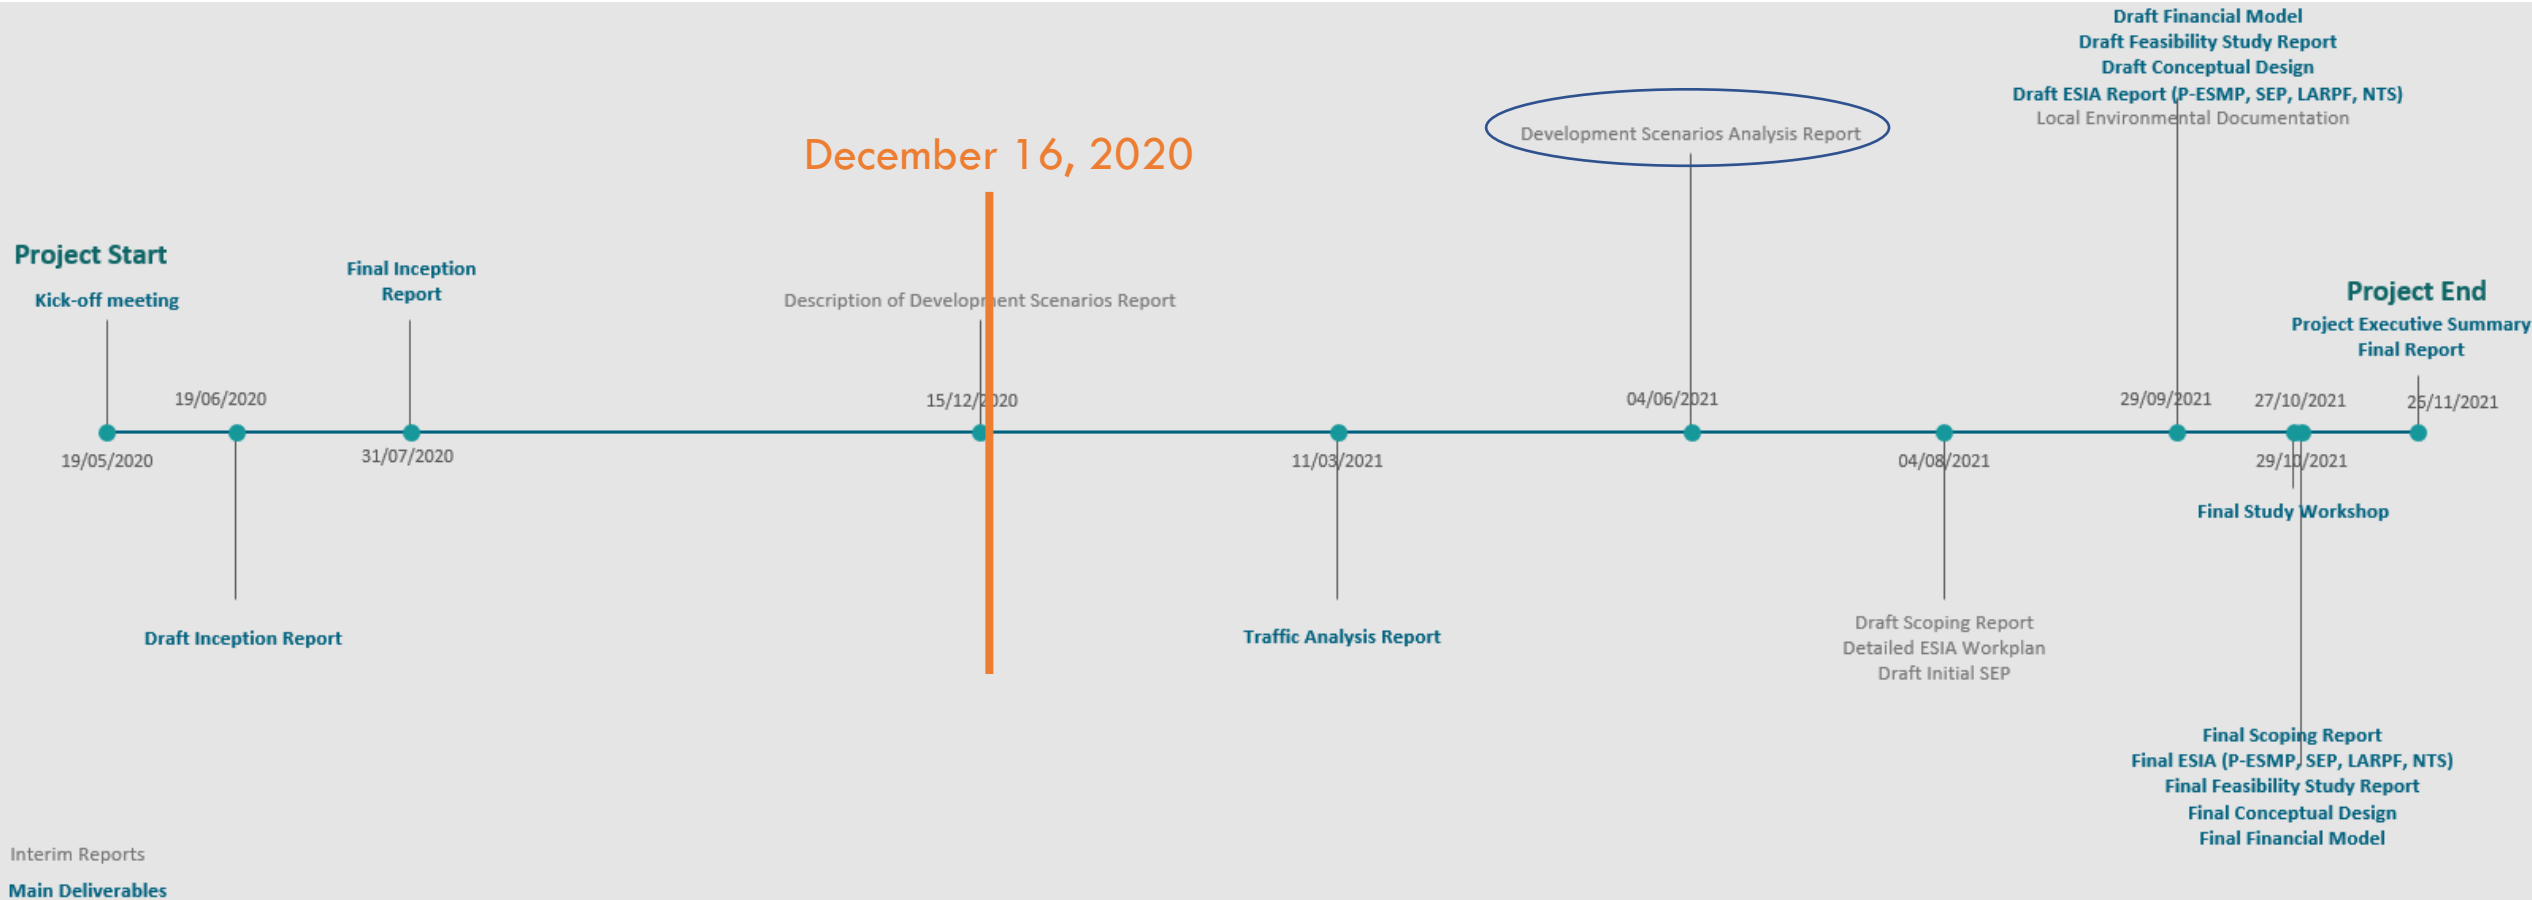 Draft Financial Model
Draft Feasibility Study Report
Draft Conceptual Design
Draft ESIA Report (P-ESMP, SEP, LARPF, NTS)
Local Environmental Documentation
Development Scenarios Analysis Report
December 16, 2020
Project Start
Kick-off meeting
Final Inception
Report
Description of Development Scenarios Report
Project End
Project Executive Summary
Final Report
19/06/2020
15/12/2020
04/06/2021
29/09/2021
27/10/2021
26/11/2021
19/05/2020
31/07/2020
11/03/2021
04/08/2021
29/10/2021
Final Study Workshop
Draft Inception Report
Traffic Analysis Report
Draft Scoping Report
Detailed ESIA Workplan
Draft Initial SEP
Final Scoping Report
Final ESIA (P-ESMP, SEP, LARPF, NTS)
Final Feasibility Study Report
Final Conceptual Design
Final Financial Model
Interim Reports
Main Deliverables